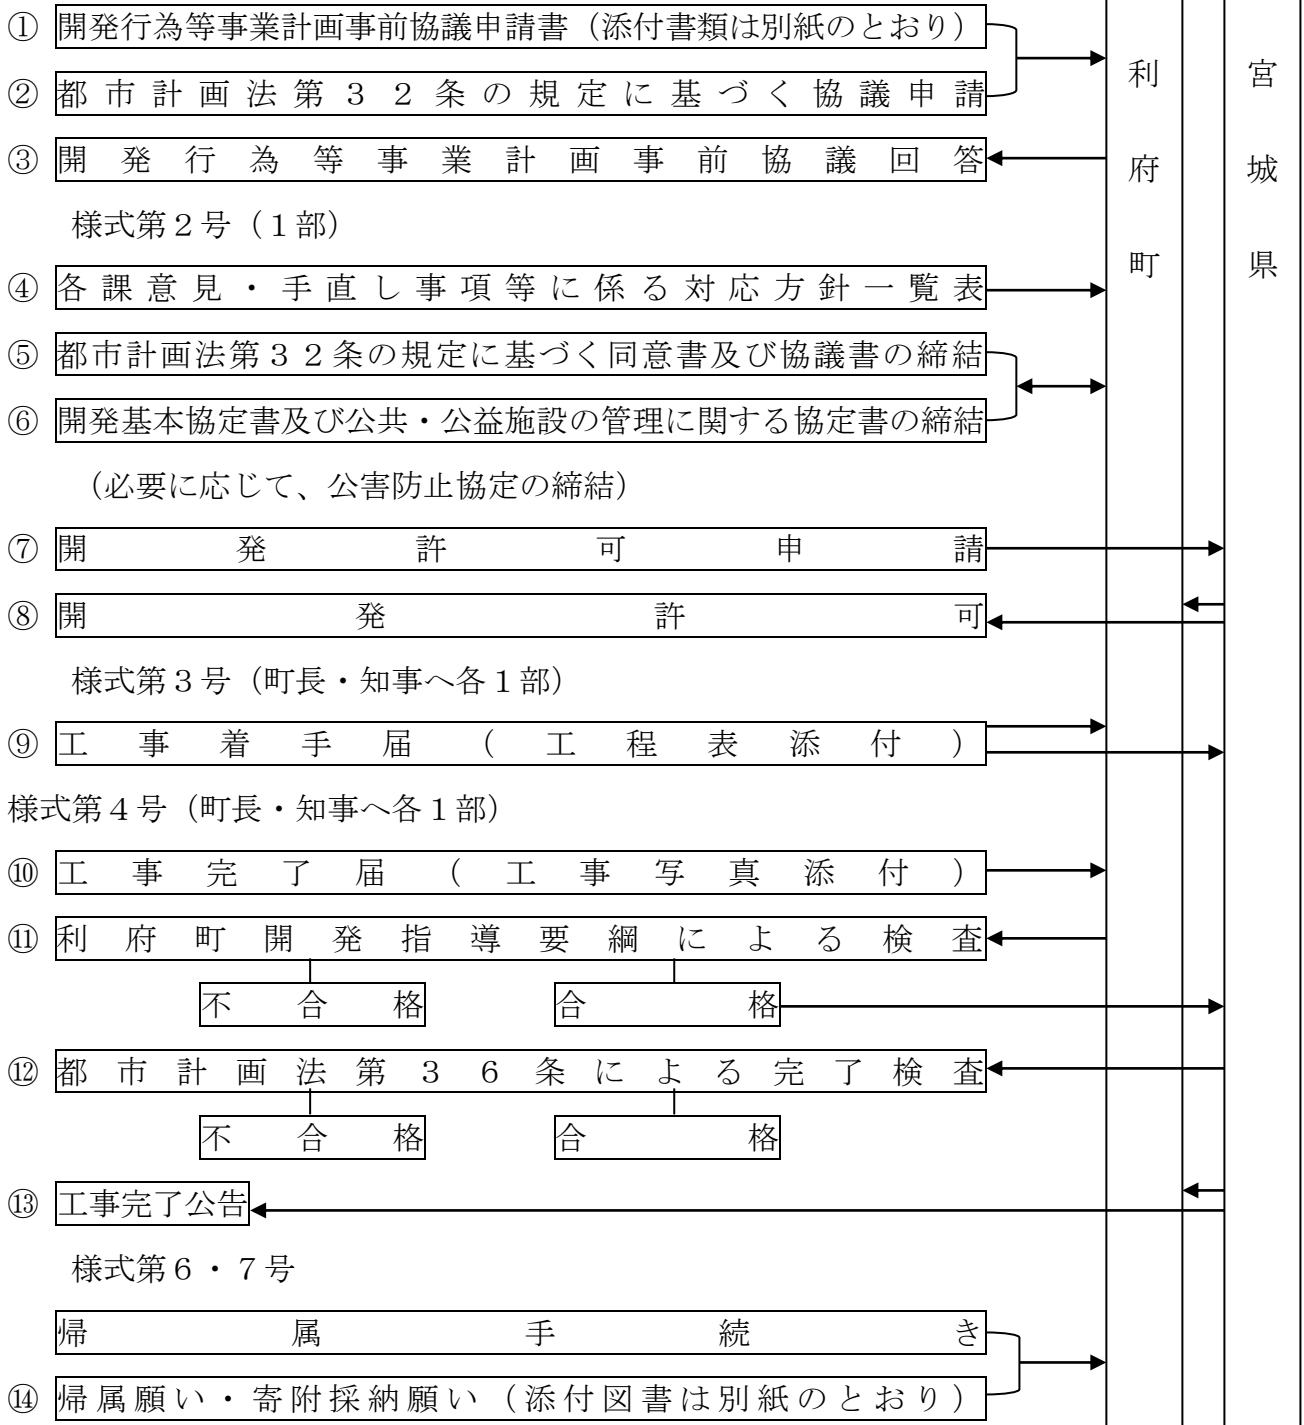 ① 開発行為等事業計画事前協議申請書（添付書類は別紙のとおり）
② 都市計画法第３２条の規定に基づく協議申請
③ 開発行為等事業計画事前協議回答
様式第２号（１部）
④ 各課意見・手直し事項等に係る対応方針一覧表
⑤ 都市計画法第３２条の規定に基づく同意書及び協議書の締結
⑥ 開発基本協定書及び公共・公益施設の管理に関する協定書の締結
（必要に応じて、公害防止協定の締結）
⑦ 開発許可申請
⑧ 開発許可
様式第３号（町長・知事へ各１部）
⑨ 工事着手届（工程表添付）
様式第４号（町長・知事へ各１部）
⑩ 工事完了届（工事写真添付）
⑪ 利府町開発指導要綱による検査
不合格 合格
⑫ 都市計画法第３６条による完了検査
不合格 合格
⑬ 工事完了公告
様式第６・７号
帰属手続き
⑭ 帰属願い・寄附採納願い（添付図書は別紙のとおり）
利府町
宮城県